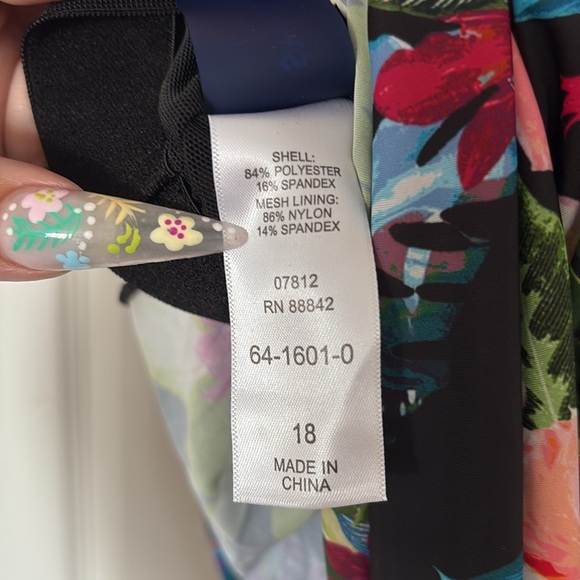 SHELL:
84% POLYESTER
16% SPANDEX
MESH LINING:
86% NYLON
14% SPANDEX
07812
RN 88842
64-1601-0
18
MADE IN
CHINA